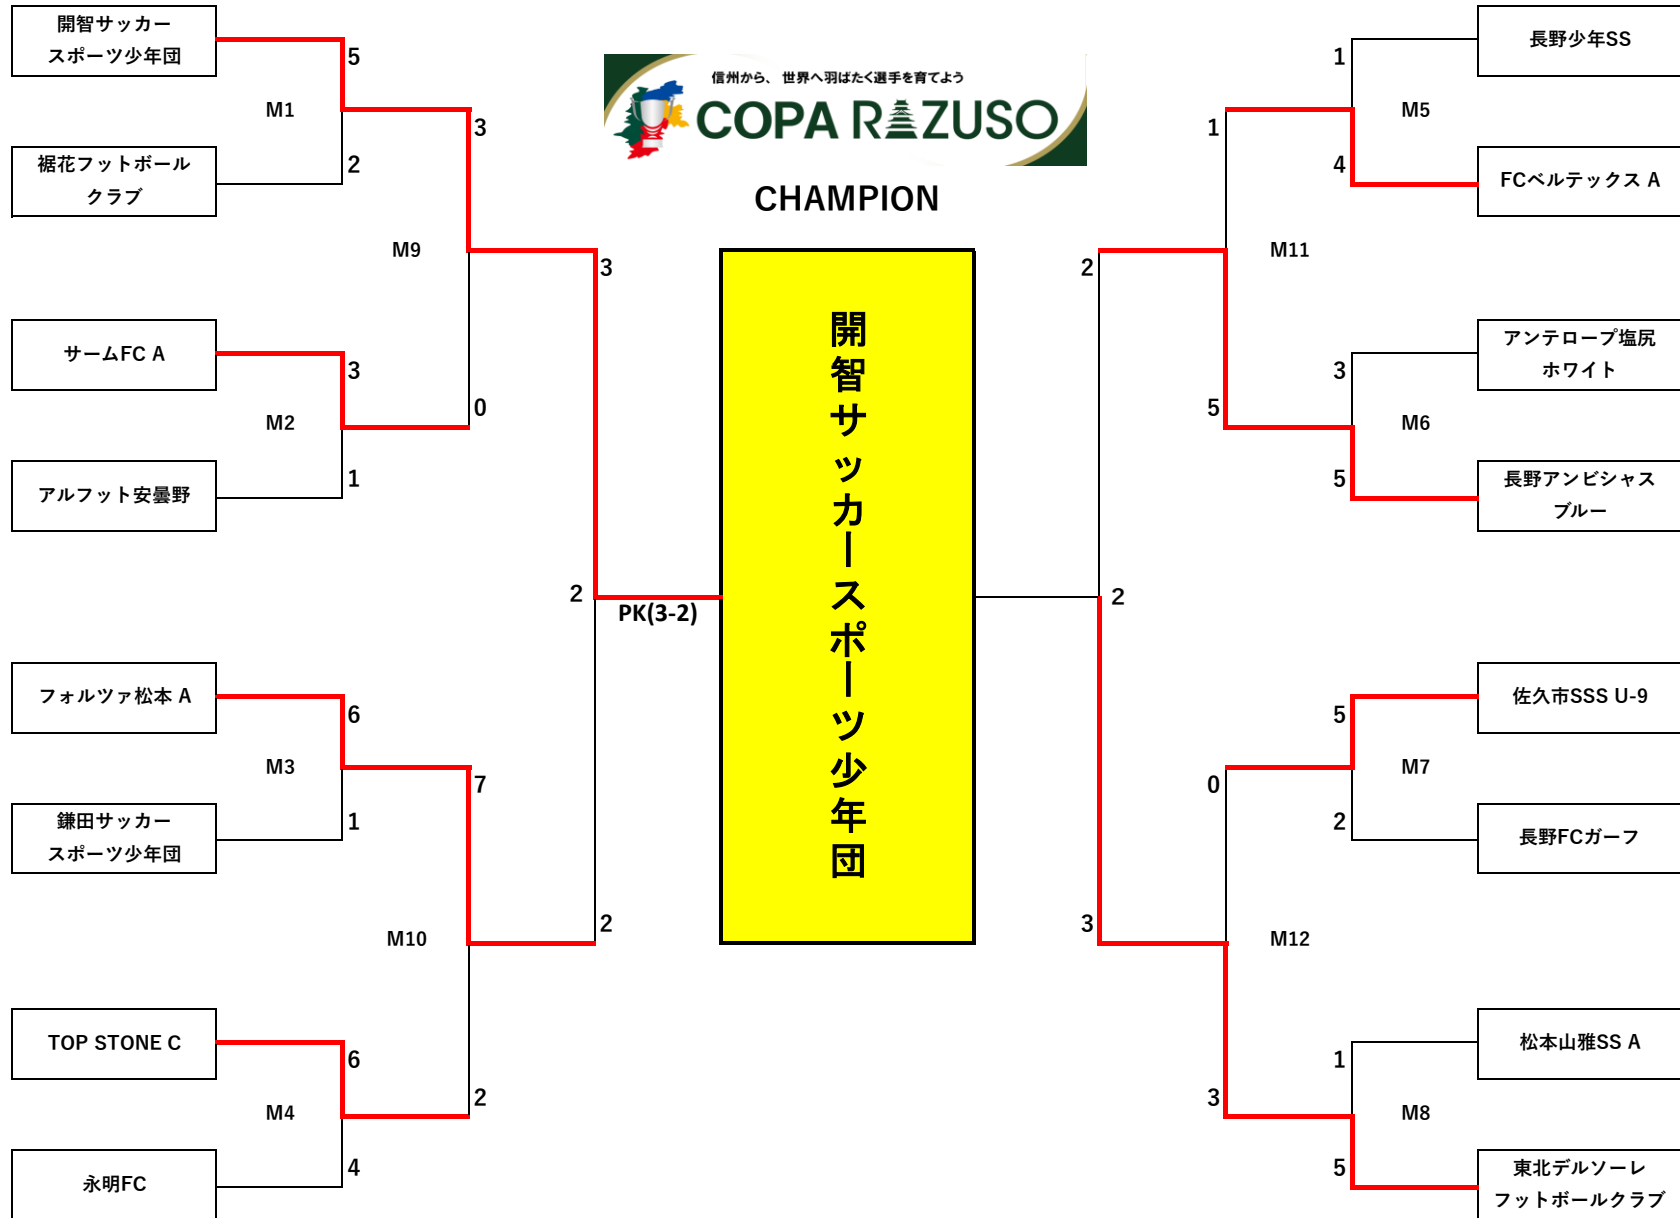 開智サッカー
スポーツ少年団
5
M1
3
2
裾花フットボール
クラブ
M9
3
サームFC A
3
M2
0
1
アルフット安曇野
信州から、世界へ羽ばたく選手を育てよう
COPA RAZUSO
CHAMPION
開智サッカースポーツ少年団
2
PK(3-2)
フォルツァ松本 A
6
M3
7
1
鎌田サッカー
スポーツ少年団
M10
2
TOP STONE C
6
M4
2
4
永明FC
長野少年SS
1
M5
1
4
FCベルテックス A
2
M11
アンテロープ塩尻
ホワイト
3
5
M6
5
長野アンビシャス
ブルー
2
佐久市SSS U-9
5
M7
0
2
長野FCガーフ
3
M12
松本山雅SS A
1
3
M8
5
東北デルソーレ
フットボールクラブ